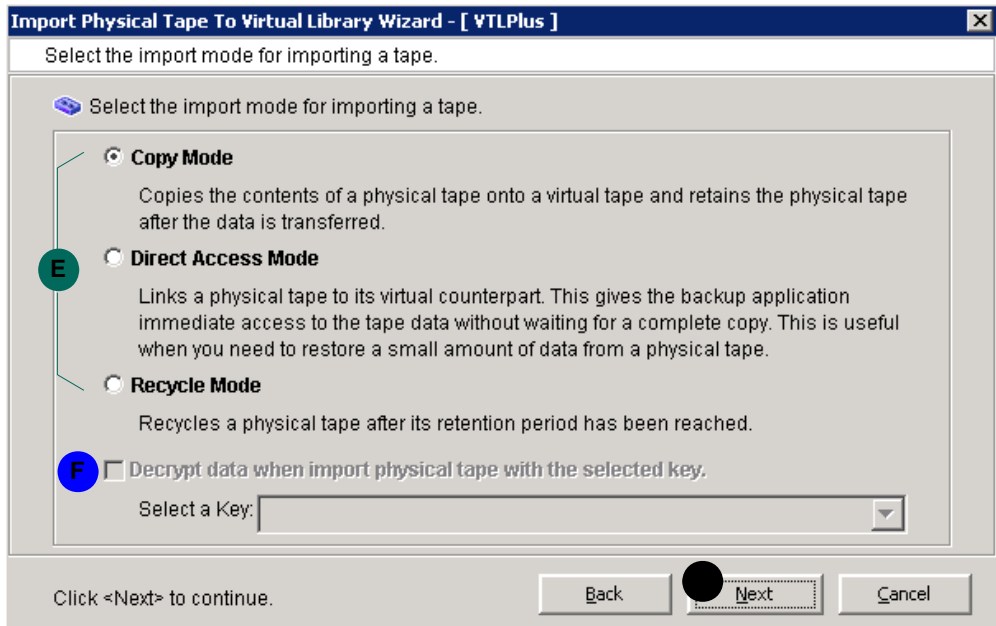 Import Physical Tape To Virtual Library Wizard - [ VTLPlus ]
Select the import mode for importing a tape.
Select the import mode for importing a tape.
Copy Mode
Copies the contents of a physical tape onto a virtual tape and retains the physical tape
after the data is transferred.
E
Direct Access Mode
Links a physical tape to its virtual counterpart. This gives the backup application
immediate access to the tape data without waiting for a complete copy. This is useful
when you need to restore a small amount of data from a physical tape.
Recycle Mode
Recycles a physical tape after its retention period has been reached.
F Decrypt data when import physical tape with the selected key.
Select a Key:
Click <Next> to continue.
Back Next Cancel